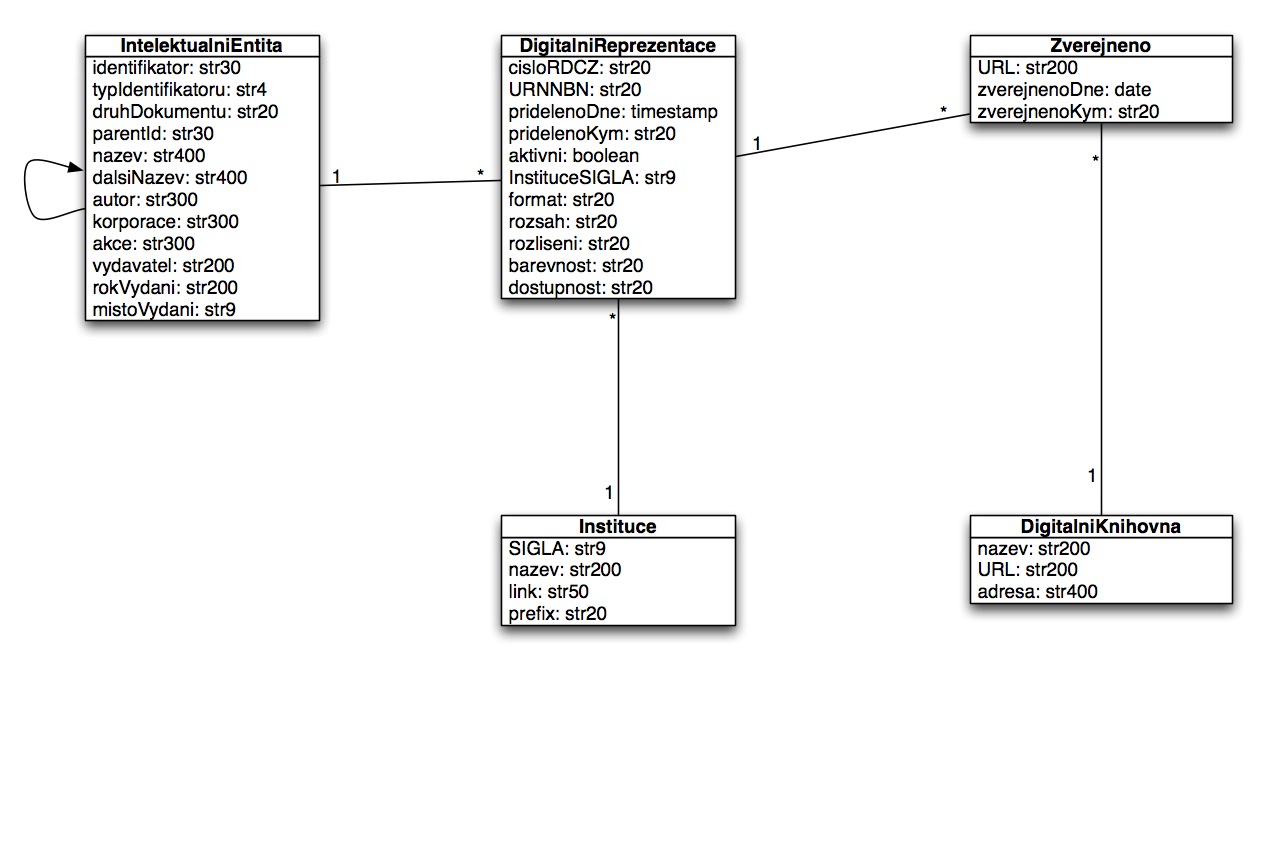 IntelektualniEntita
identifikator: str30
typIdentifikatoru: str4
druhDokumentu: str20
parentId: str30
nazev: str400
dalsiNazev: str400
autor: str300
korporace: str300
akce: str300
vydavatel: str200
rokVydani: str200
mistoVydani: str9
1
*
DigitalniReprezentace
cisloRDCZ: str20
URNNBN: str20
pridelenoDne: timestamp
pridelenoKym: str20
aktivni: boolean
InstituceSIGLA: str9
format: str20
rozsah: str20
rozliseni: str20
barevnost: str20
dostupnost: str20
1
*
Zverejneno
URL: str200
zverejnenoDne: date
zverejnenoKym: str20
*
1
*
1
Instituce
SIGLA: str9
nazev: str200
link: str50
prefix: str20
DigitalniKnihovna
nazev: str200
URL: str200
adresa: str400